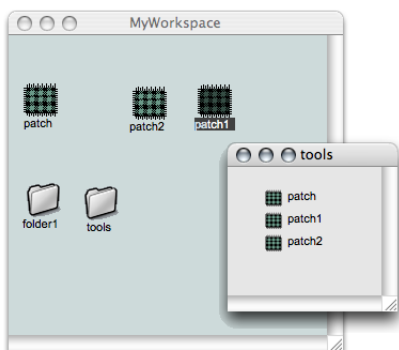 MyWorkspace
patch
patch2
patch1
folder1
tools
tools
patch
patch1
patch2